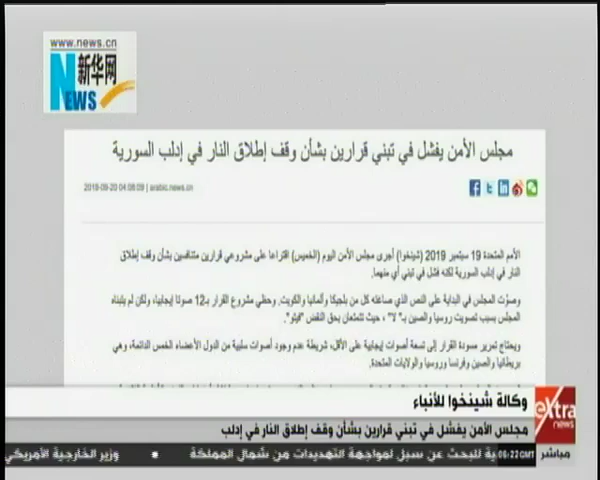 www.news.cn
新华网
NEWS
مجلس الأمن يفشل في تبني قرارين بشأن وقف إطلاق النار في إدلب السورية
2019-09-20 04:08:09 | arabic.news.cn
الأمم المتحدة 19 سبتمبر 2019 (شينخوا) أجرى مجلس الأمن اليوم (الخميس) اقتراعا على مشروعي قرارين متنافسين بشأن وقف إطلاق
النار في إدلب السورية لكنه فشل في تبني أي منهما.
وصوّت المجلس في البداية على النص الذي صاغته كل من بلجيكا وألمانيا والكويت. وحظي مشروع القرار بـ12 صوتا إيجابيا، ولكن لم يتبناه
المجلس بسبب تصويت روسيا والصين بـ" لا" ، حيث تتمتعان بحق النقض "فيتو".
ويحتاج تمرير مسودة القرار إلى تسعة أصوات إيجابية على الأقل، شريطة عدم وجود أصوات سلبية من الدول الأعضاء الخمس الدائمة، وهي
بريطانيا والصين وفرنسا وروسيا والولايات المتحدة.
وكالة شينخوا للأنباء
مجلس الأمن يفشل في تبني قرارين بشأن وقف إطلاق النار في إدلب
extra
news
مباشر
06:22 GMT
ية للبحث عن سبل لمواجهة التهديدات من شمال المملكة
وزير الخارجية الأمريكي